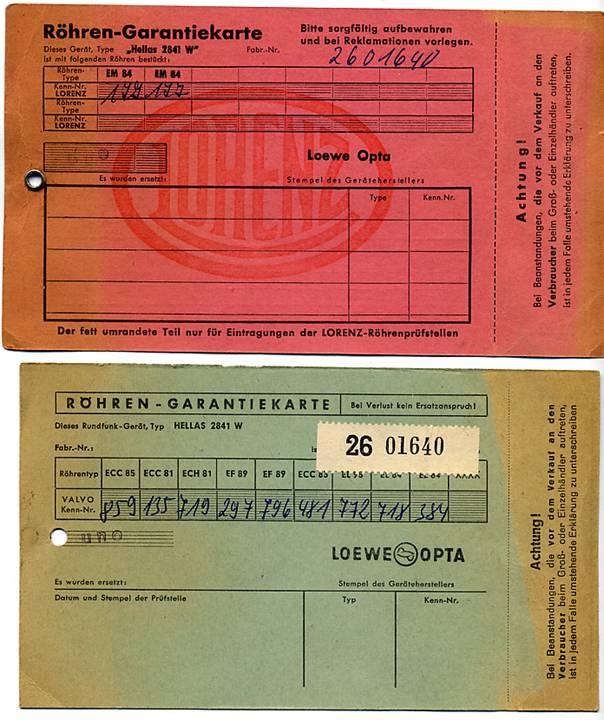 Röhren-Garantiekarte
Bitte sorgfältig aufbewahren
und bei Reklamationen vorlegen.
Dieses Gerät, Type „Hellas 2841 W" Fabr.-Nr. 2601640
ist mit folgenden Röhren bestückt:
Röhren-Type EM 84 EM 84
Kenn-Nr. LORENZ 177 177
Röhren-Type
Kenn-Nr. LORENZ
LORENZ
Loewe Opta
Es wurden ersetzt: Stempel des Geräteherstellers
Type Kenn.Nr.
Der fett umrandete Teil nur für Eintragungen der LORENZ-Röhrenprüfstellen
Achtung!
Bei Beanstandungen, die vor dem Verkauf an den
Verbraucher beim Groß- oder Einzelhändler auftreten,
ist in jedem Falle umstehende Erklärung zu unterschreiben.
RÖHREN-GARANTIEKARTE Bei Verlust kein Ersatzanspruch!
Dieses Rundfunk-Gerät, Typ HELLAS 2841 W
Fabr.-Nr.: 26 01640
Röhrentyp ECC 85 ECC 81 ECH 81 EF 89 EF 89 ECC 83 EL 84 EL 84
VALVO Kenn-Nr. 859 135 719 297 796 481 772 718 384
LOEWE OPTA
Es wurden ersetzt: Stempel des Geräteherstellers
Datum und Stempel der Prüfstelle Typ Kenn-Nr.
Achtung!
Bei Beanstandungen, die vor dem Verkauf an den
Verbraucher beim Groß- oder Einzelhändler auftreten,
ist in jedem Falle umstehende Erklärung zu unterschreiben